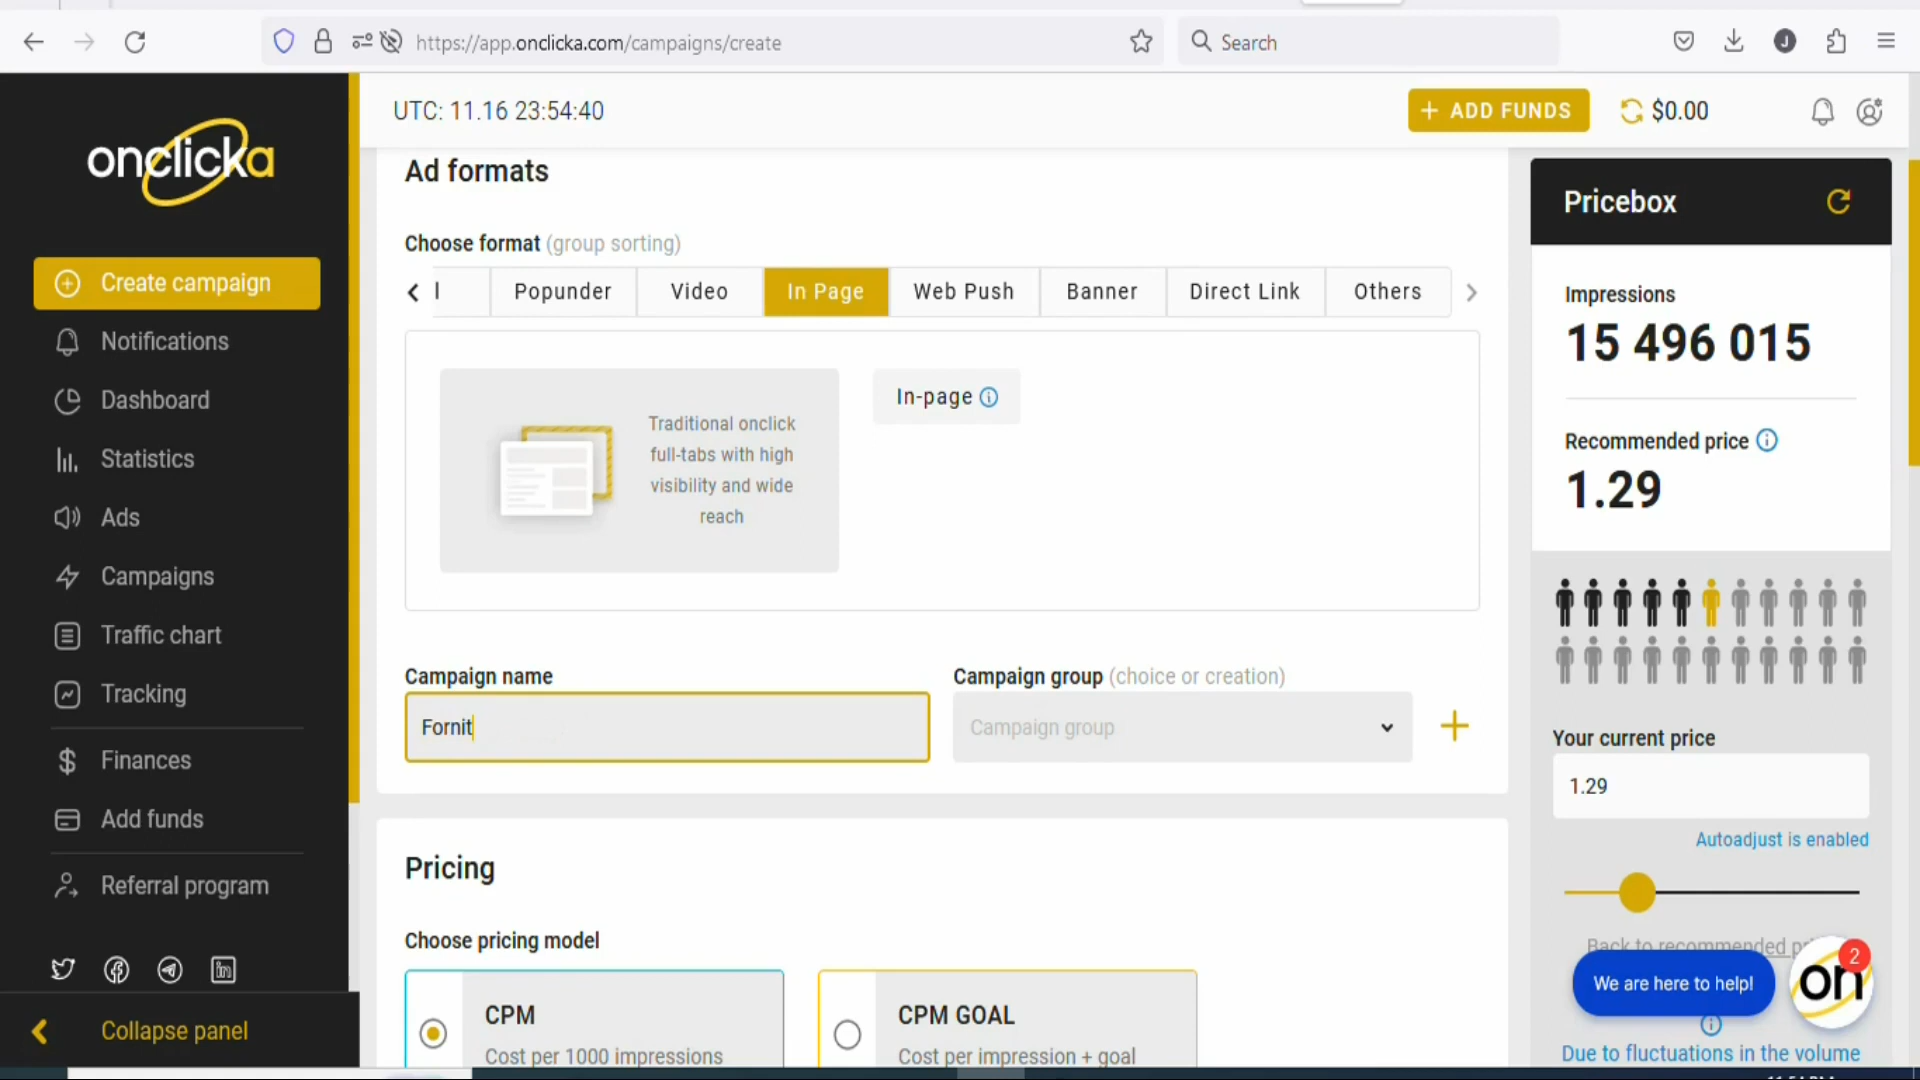 https://app.onclicka.com/campaigns/create
Search
onclicka
UTC: 11.16 23:54:40
+ ADD FUNDS
$0.00
Create campaign
Notifications
Dashboard
Statistics
Ads
Campaigns
Traffic chart
Tracking
Finances
Add funds
Referral program
Collapse panel
Ad formats
Choose format (group sorting)
Popunder
Video
In Page
Web Push
Banner
Direct Link
Others
Traditional onclick
full-tabs with high
visibility and wide
reach
In-page
Campaign name
Fornit
Campaign group (choice or creation)
Campaign group
Pricing
Choose pricing model
CPM
Cost per 1000 impressions
CPM GOAL
Cost per impression + goal
Pricebox
Impressions
15 496 015
Recommended price
1.29
Your current price
1.29
Autoadjust is enabled
Back to recommended
We are here to help!
on
2
Due to fluctuations in the volume